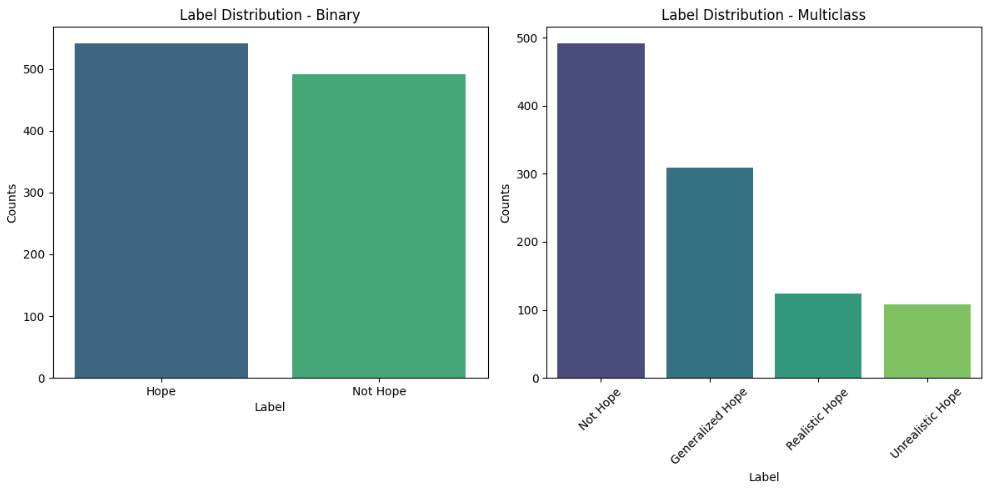 Label Distribution - Binary
500
400
300
200
100
0
Counts
Hope
Not Hope
Label
Label Distribution - Multiclass
500
400
300
200
100
0
Counts
Not Hope
Generalized Hope
Realistic Hope
Unrealistic Hope
Label